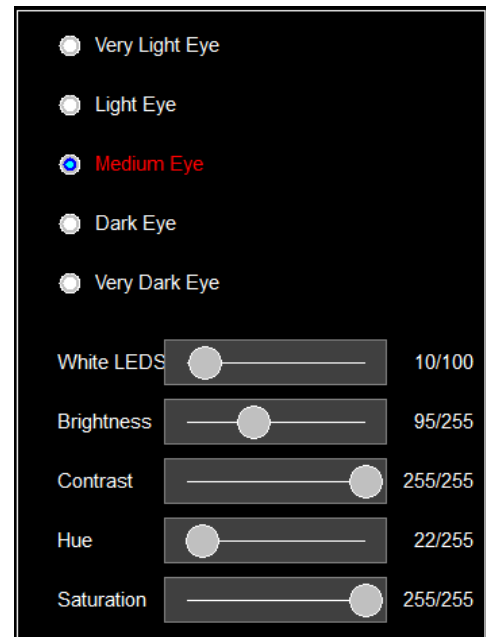 Very Light Eye
Light Eye
Medium Eye
Dark Eye
Very Dark Eye
White LEDS 10/100
Brightness 95/255
Contrast 255/255
Hue 22/255
Saturation 255/255